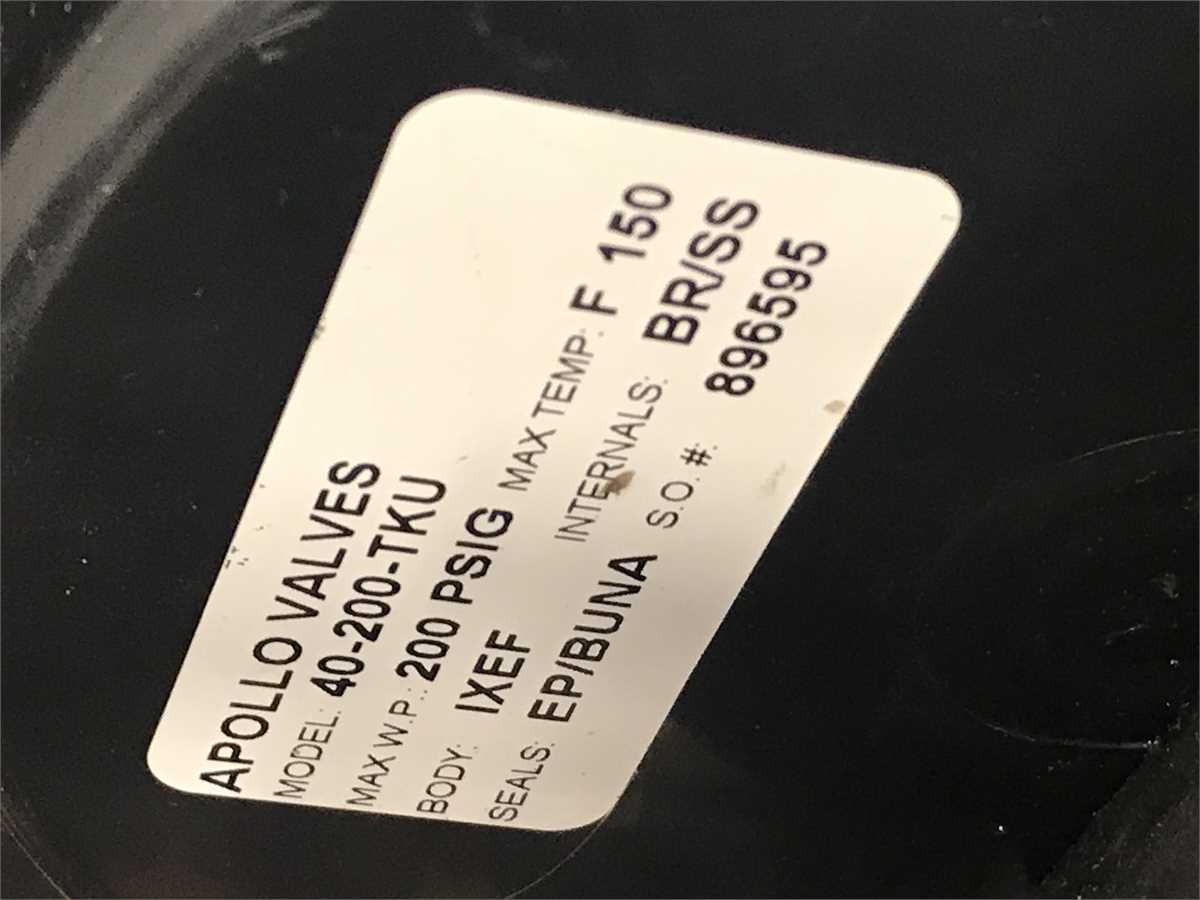 APOLLO VALVES
MODEL: 40-200-TKU
MAX W.P.: 200 PSIG MAX TEMP: F 150
BODY: IXEF INTERNALS: BR/SS
SEALS: EP/BUNA S.O. #: 896595